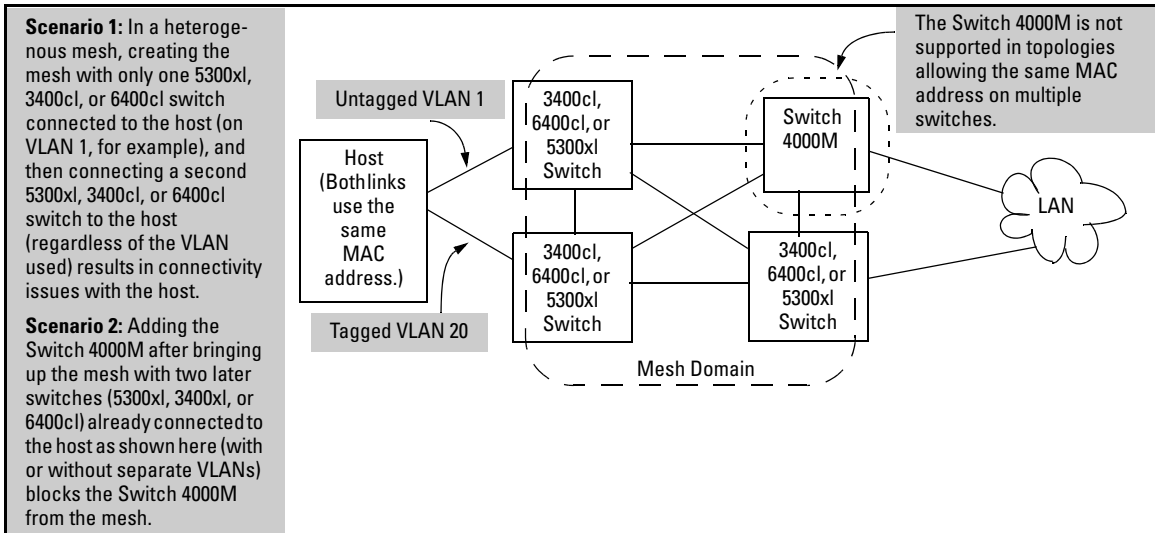 Scenario 1: In a heteroge-
nous mesh, creating the
mesh with only one 5300xl,
3400cl, or 6400cl switch
connected to the host (on
VLAN 1, for example), and
then connecting a second
5300xl, 3400cl, or 6400cl
switch to the host
(regardless of the VLAN
used) results in connectivity
issues with the host.
Scenario 2: Adding the
Switch 4000M after bringing
up the mesh with two later
switches (5300xl, 3400xl, or
6400cl) already connected to
the host as shown here (with
or without separate VLANs)
blocks the Switch 4000M
from the mesh.
Untagged VLAN 1
Host
(Both links
use the
same
MAC
address.)
Tagged VLAN 20
3400cl,
6400cl, or
5300xl
Switch
3400cl,
6400cl, or
5300xl
Switch
Switch
4000M
3400cl,
6400cl, or
5300xl
Switch
Mesh Domain
The Switch 4000M is not
supported in topologies
allowing the same MAC
address on multiple
switches.
LAN